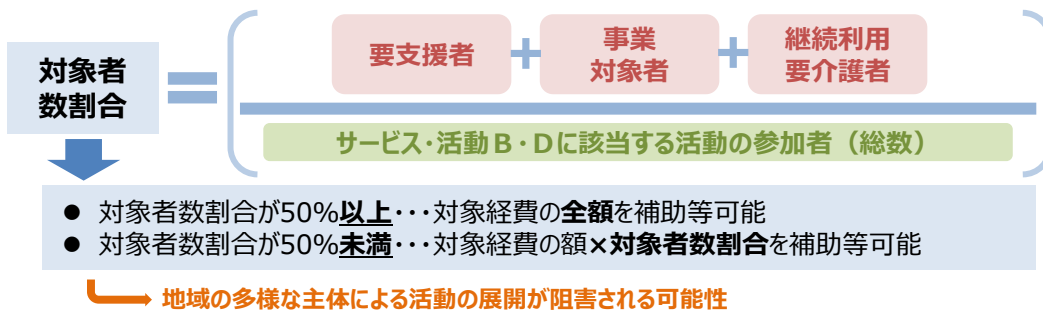 対象者
数割合
=
要支援者
+
事業
対象者
+
継続利用
要介護者
サービス・活動B・Dに該当する活動の参加者（総数）
● 対象者数割合が50%以上・・・対象経費の全額を補助等可能
● 対象者数割合が50%未満・・・対象経費の額×対象者数割合を補助等可能
地域の多様な主体による活動の展開が阻害される可能性